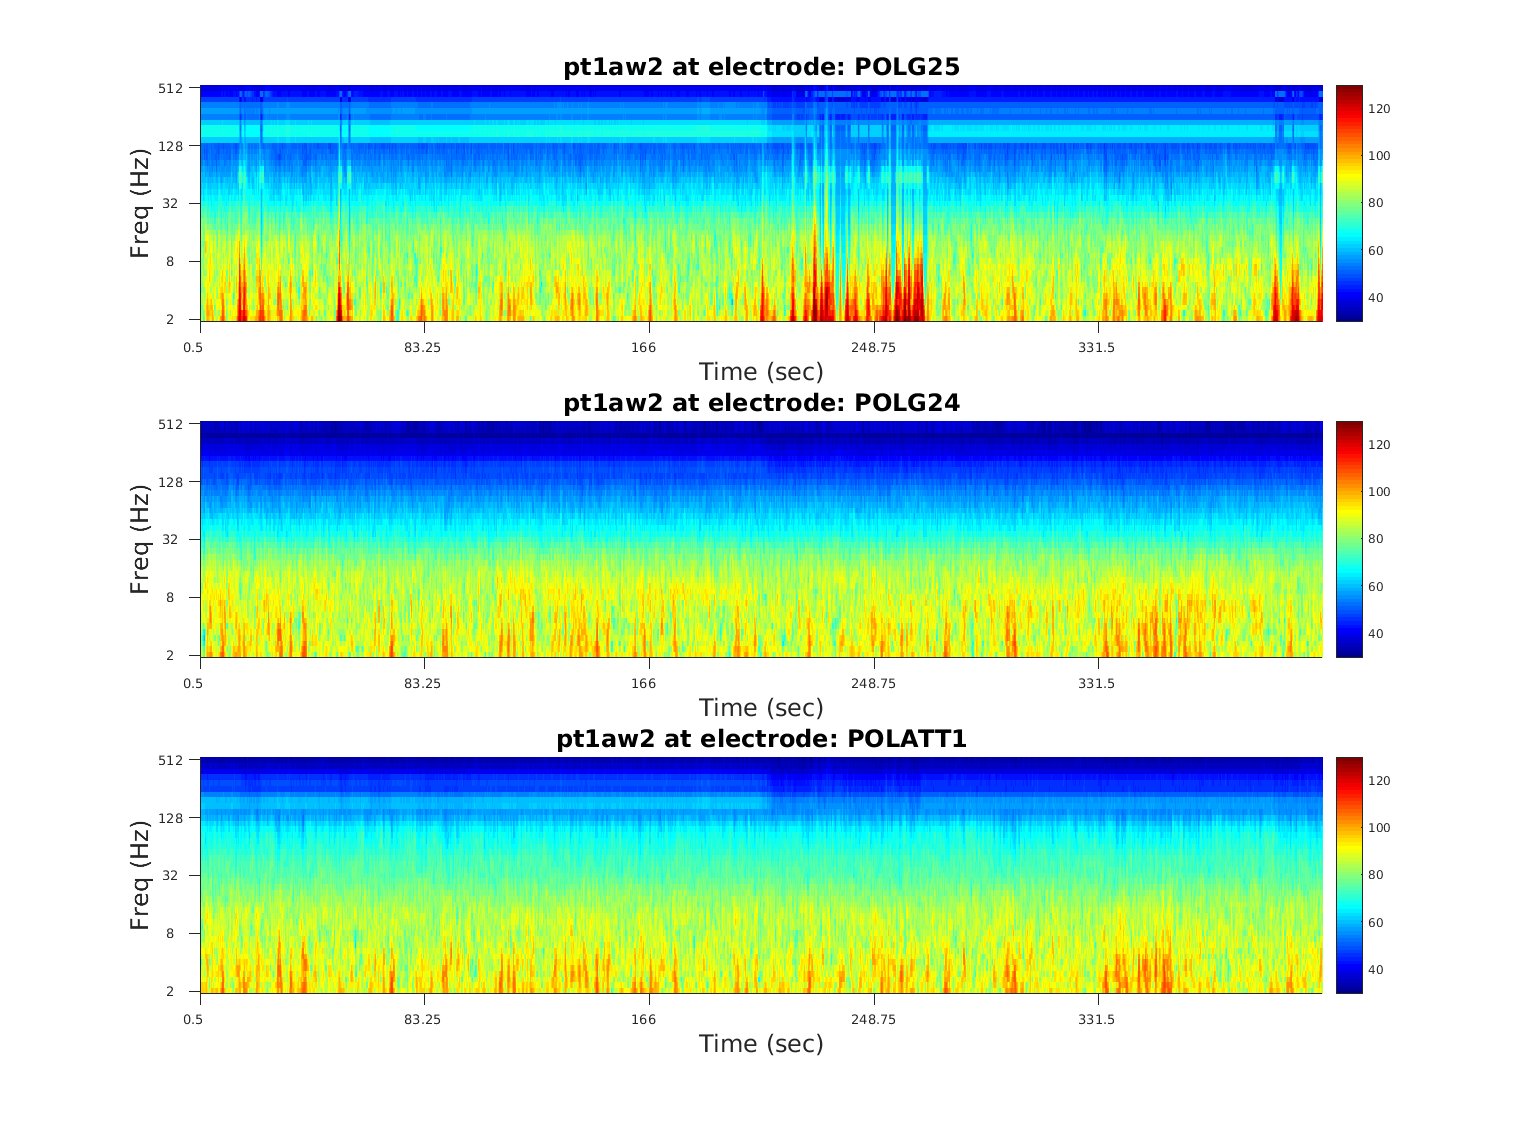 pt1aw2 at electrode: POLG25
Freq (Hz)
512
128
32
8
2
0.5 83.25 166 248.75 331.5
Time (sec)
120
100
80
60
40
pt1aw2 at electrode: POLG24
Freq (Hz)
512
128
32
8
2
0.5 83.25 166 248.75 331.5
Time (sec)
120
100
80
60
40
pt1aw2 at electrode: POLATT1
Freq (Hz)
512
128
32
8
2
0.5 83.25 166 248.75 331.5
Time (sec)
120
100
80
60
40